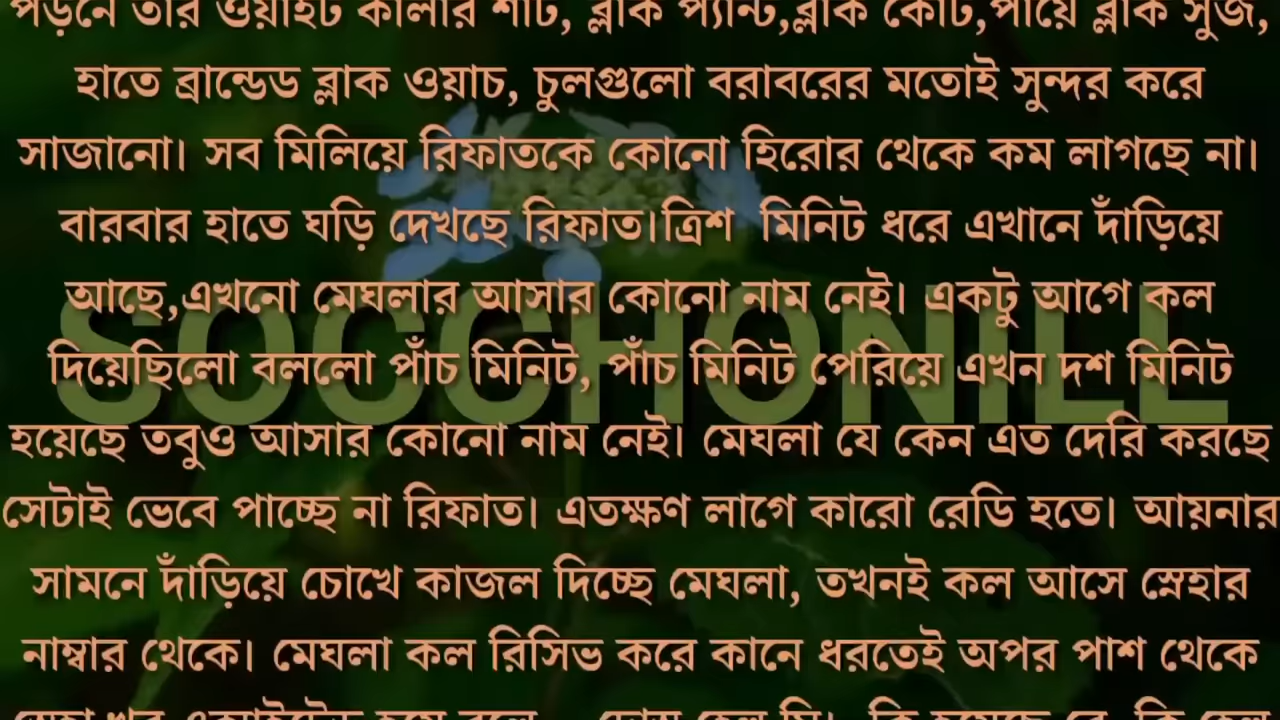 পড়নে তার ওয়াইট কালার শার্ট, ব্লাক প্যান্ট,ব্লাক কোট,পায়ে ব্লাক সুজ,
হাতে ব্রান্ডেড ব্লাক ওয়াচ, চুলগুলো বরাবরের মতোই সুন্দর করে
সাজানো। সব মিলিয়ে রিফাতকে কোনো হিরোর থেকে কম লাগছে না।
বারবার হাতে ঘড়ি দেখছে রিফাত।ত্রিশ মিনিট ধরে এখানে দাঁড়িয়ে
আছে,এখনো মেঘলার আসার কোনো নাম নেই। একটু আগে কল
দিয়েছিলো বললো পাঁচ মিনিট, পাঁচ মিনিট পেরিয়ে এখন দশ মিনিট
SOCCHONILL
হয়েছে তবুও আসার কোনো নাম নেই। মেঘলা যে কেন এত দেরি করছে
সেটাই ভেবে পাচ্ছে না রিফাত। এতক্ষণ লাগে কারো রেডি হতে। আয়নার
সামনে দাঁড়িয়ে চোখে কাজল দিচ্ছে মেঘলা, তখনই কল আসে স্নেহার
নাম্বার থেকে। মেঘলা কল রিসিভ করে কানে ধরতেই অপর পাশ থেকে